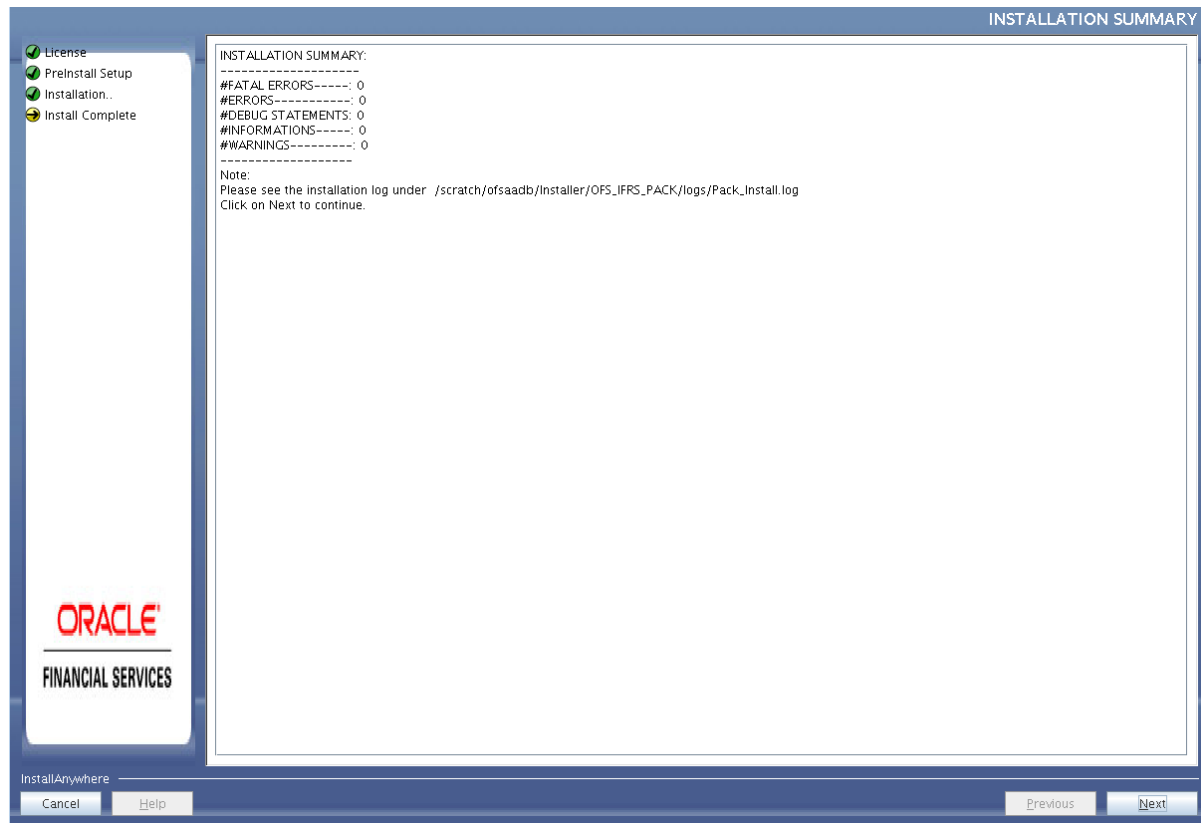 INSTALLATION SUMMARY
License
PreInstall Setup
Installation..
Install Complete
INSTALLATION SUMMARY:
--------------------
#FATAL ERRORS-----: 0
#ERRORS-----------: 0
#DEBUG STATEMENTS: 0
#INFORMATIONS-----: 0
#WARNINGS---------: 0
-------------------
Note:
Please see the installation log under /scratch/ofsaadb/Installer/OFS_IFRS_PACK/logs/Pack_Install.log
Click on Next to continue.
ORACLE
FINANCIAL SERVICES
InstallAnywhere
Cancel Help Previous Next